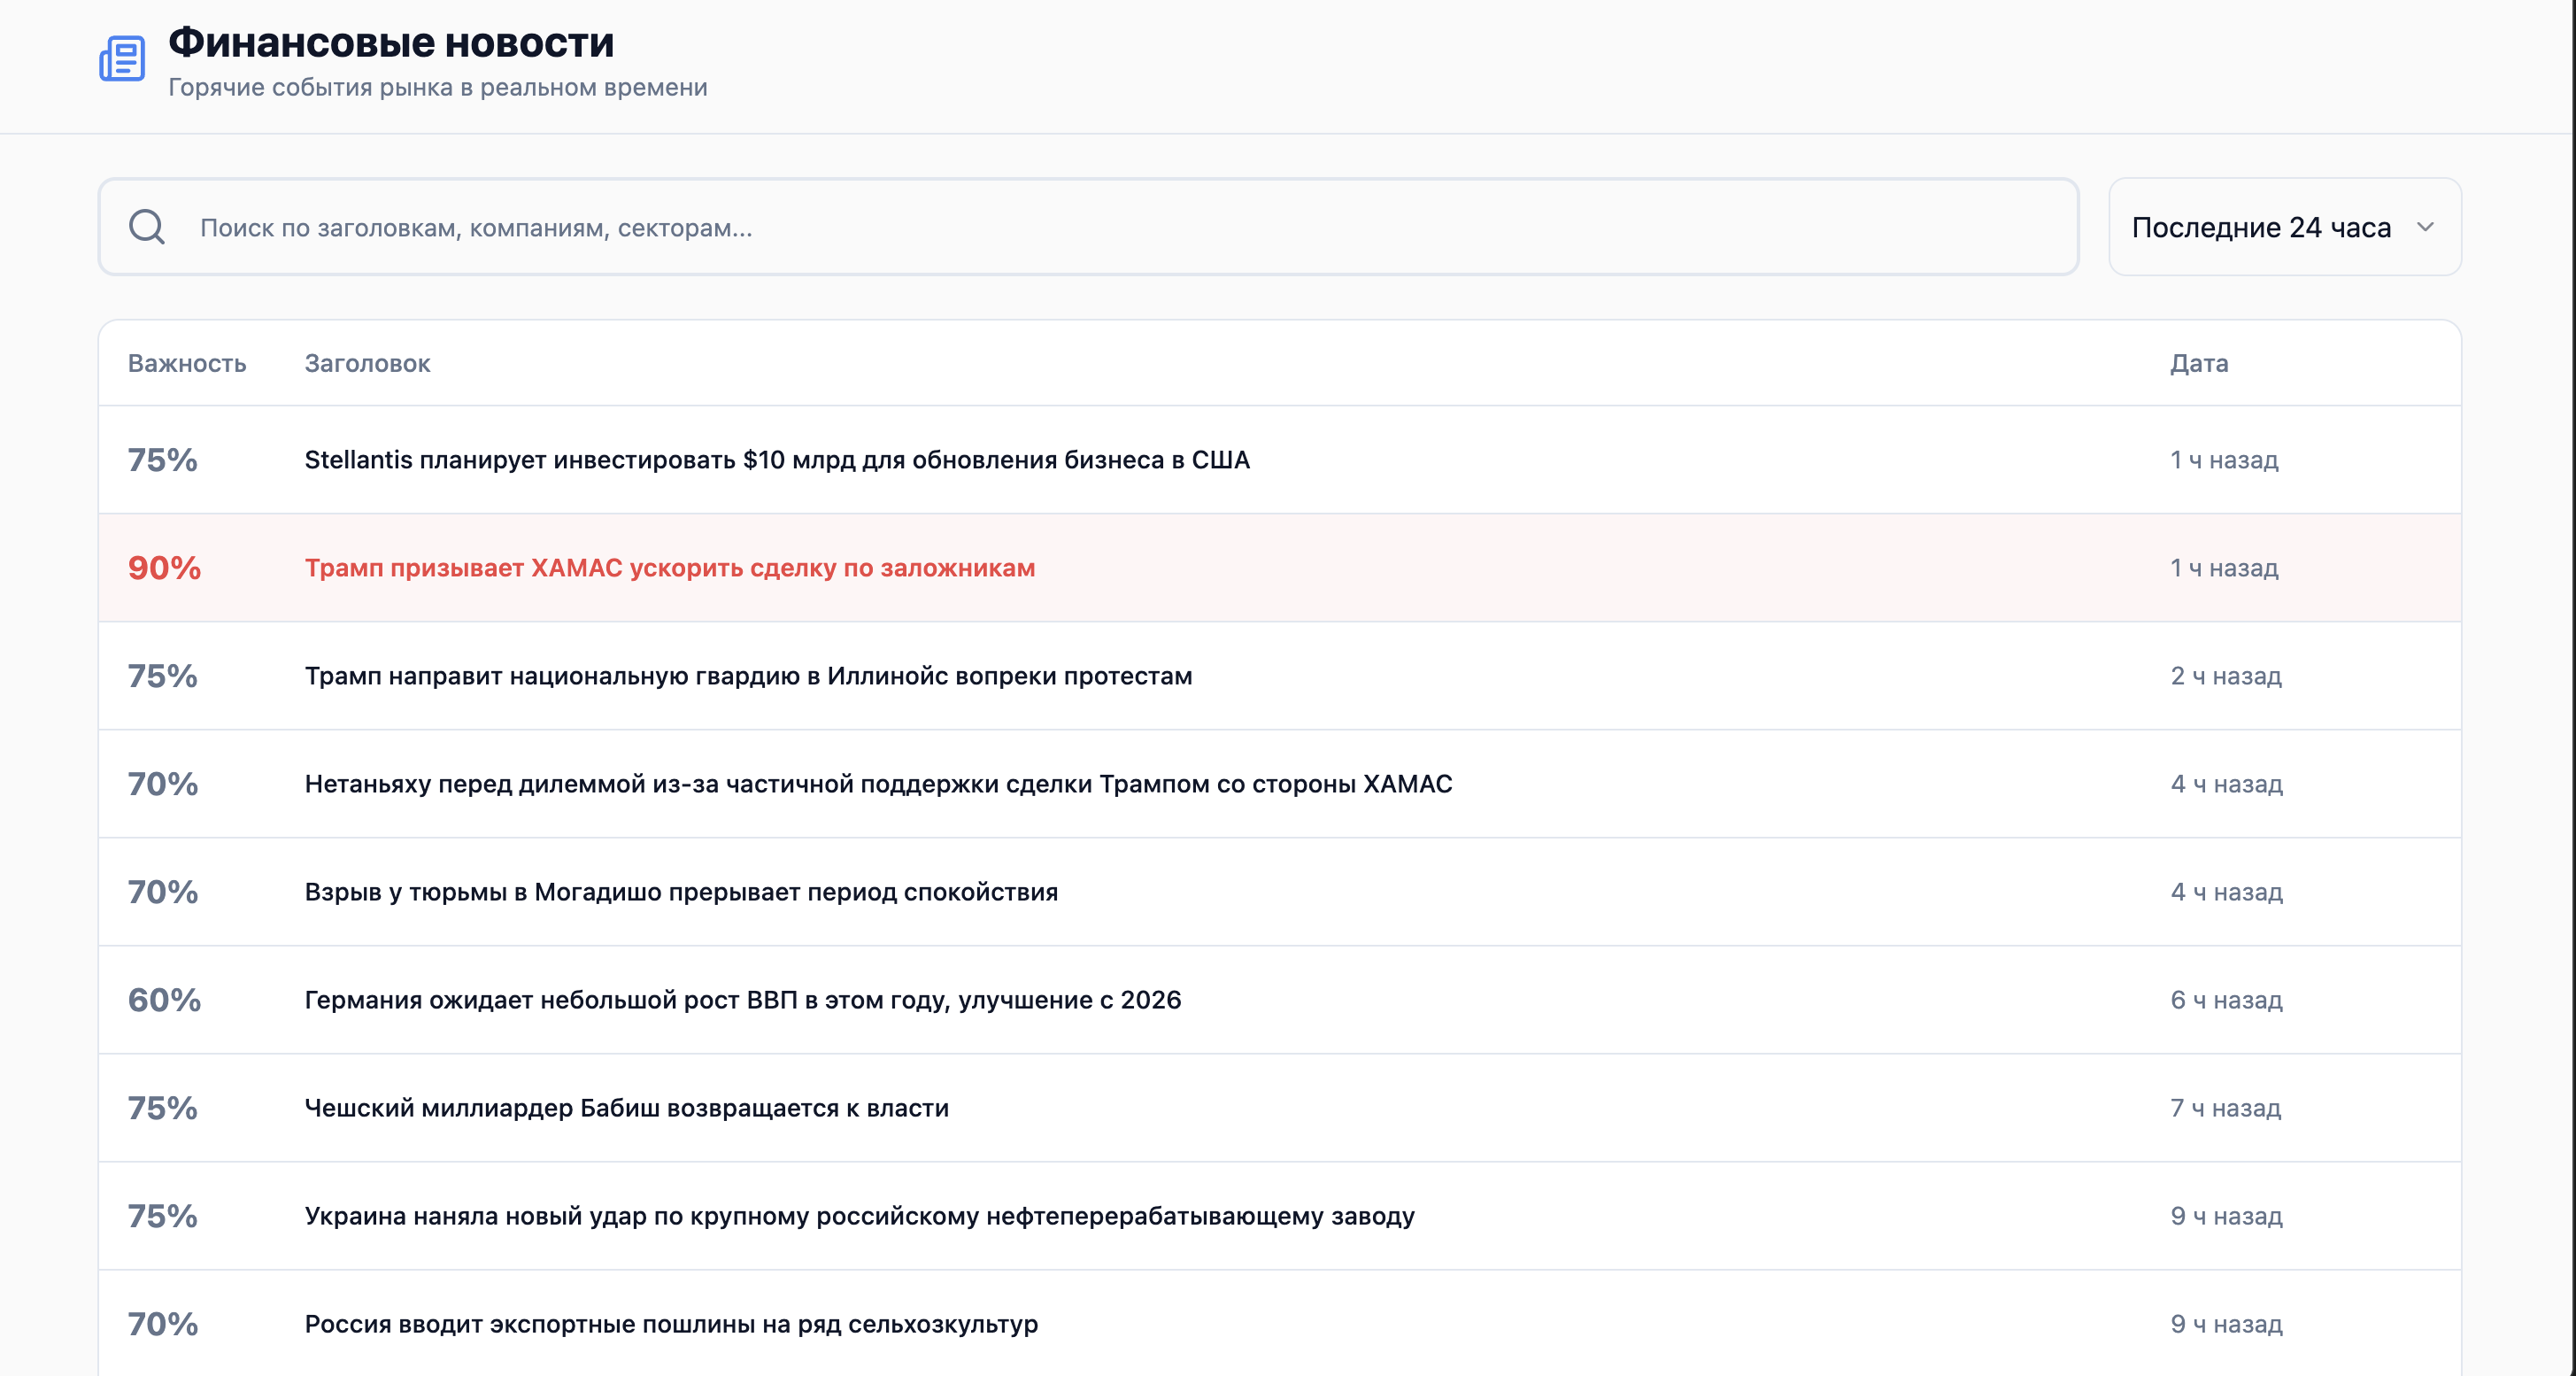 Финансовые новости
Горячие события рынка в реальном времени
Поиск по заголовкам, компаниям, секторам...
Последние 24 часа
Важность Заголовок Дата
75% Stellantis планирует инвестировать $10 млрд для обновления бизнеса в США 1 ч назад
90% Трамп призывает ХАМАС ускорить сделку по заложникам 1 ч назад
75% Трамп направит национальную гвардию в Иллинойс вопреки протестам 2 ч назад
70% Нетаньяху перед дилеммой из-за частичной поддержки сделки Трампом со стороны ХАМАС 4 ч назад
70% Взрыв у тюрьмы в Могадишо прерывает период спокойствия 4 ч назад
60% Германия ожидает небольшой рост ВВП в этом году, улучшение с 2026 6 ч назад
75% Чешский миллиардер Бабиш возвращается к власти 7 ч назад
75% Украина наняла новый удар по крупному российскому нефтеперерабатывающему заводу 9 ч назад
70% Россия вводит экспортные пошлины на ряд сельхозкультур 9 ч назад